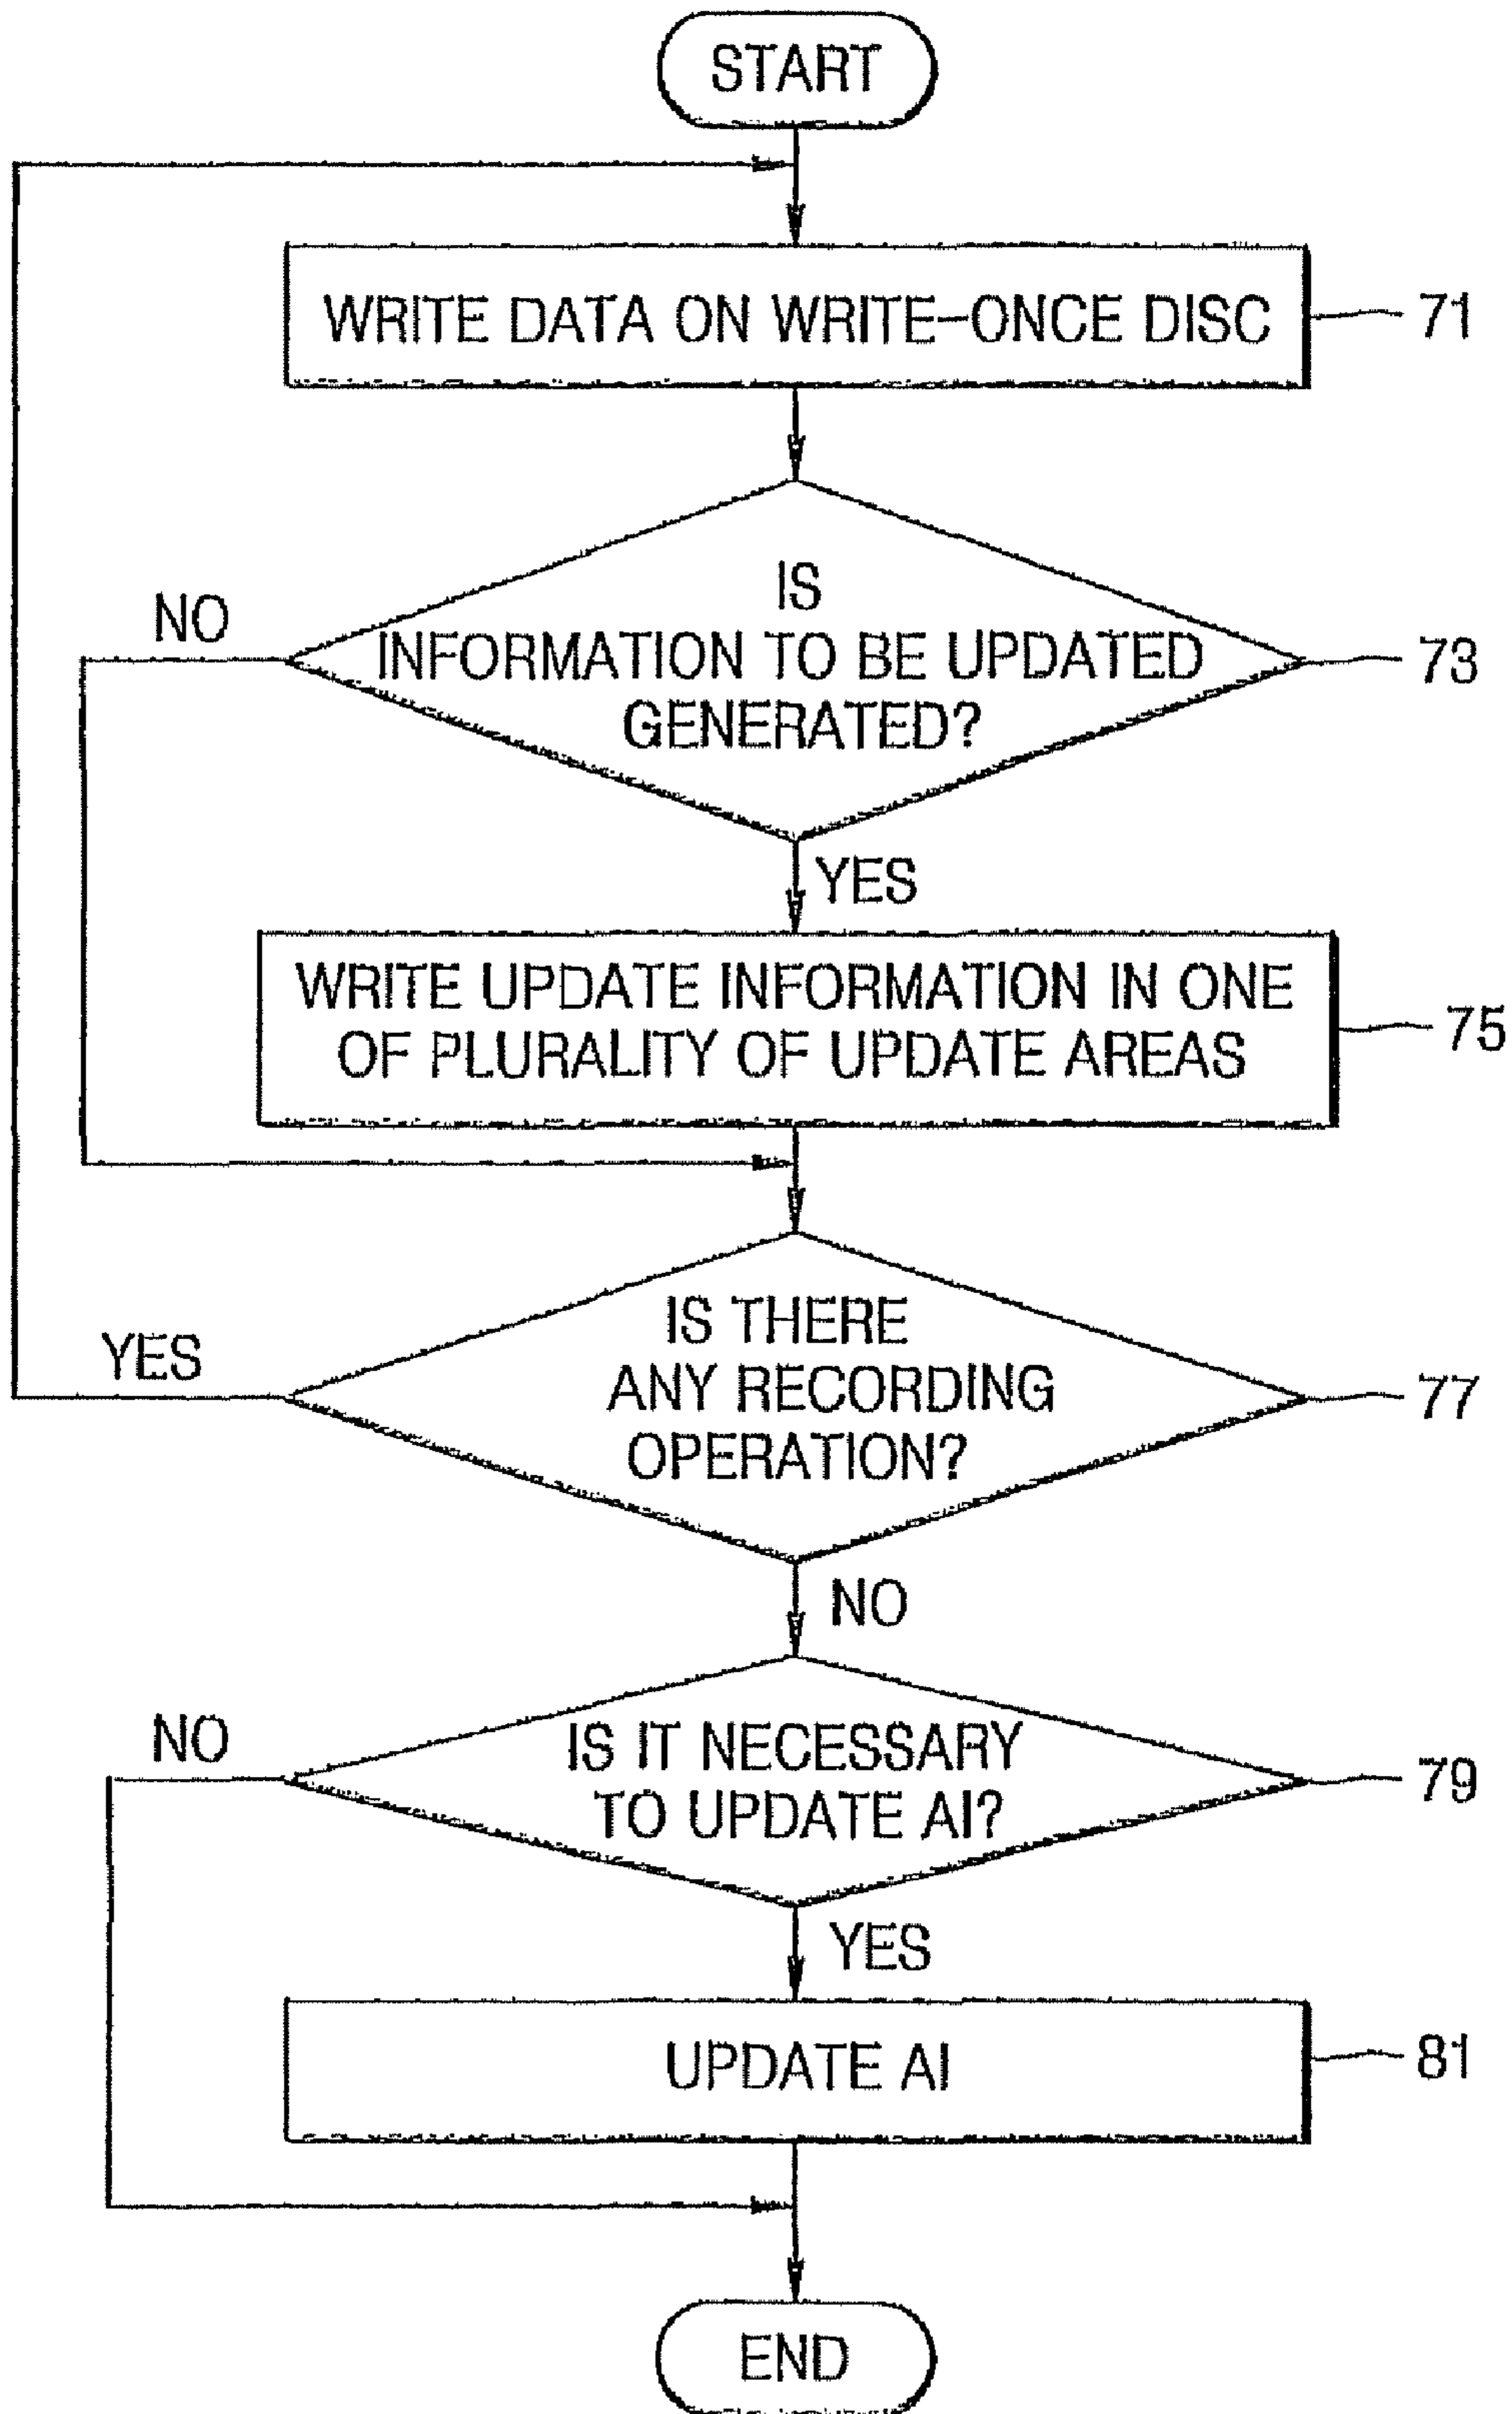 START
WRITE DATA ON WRITE-ONCE DISC
71
IS
INFORMATION TO BE UPDATED
GENERATED?
73
NO
YES
WRITE UPDATE INFORMATION IN ONE
OF PLURALITY OF UPDATE AREAS
75
IS THERE
ANY RECORDING
OPERATION?
77
YES
NO
IS IT NECESSARY
TO UPDATE AI?
79
NO
YES
UPDATE AI
81
END